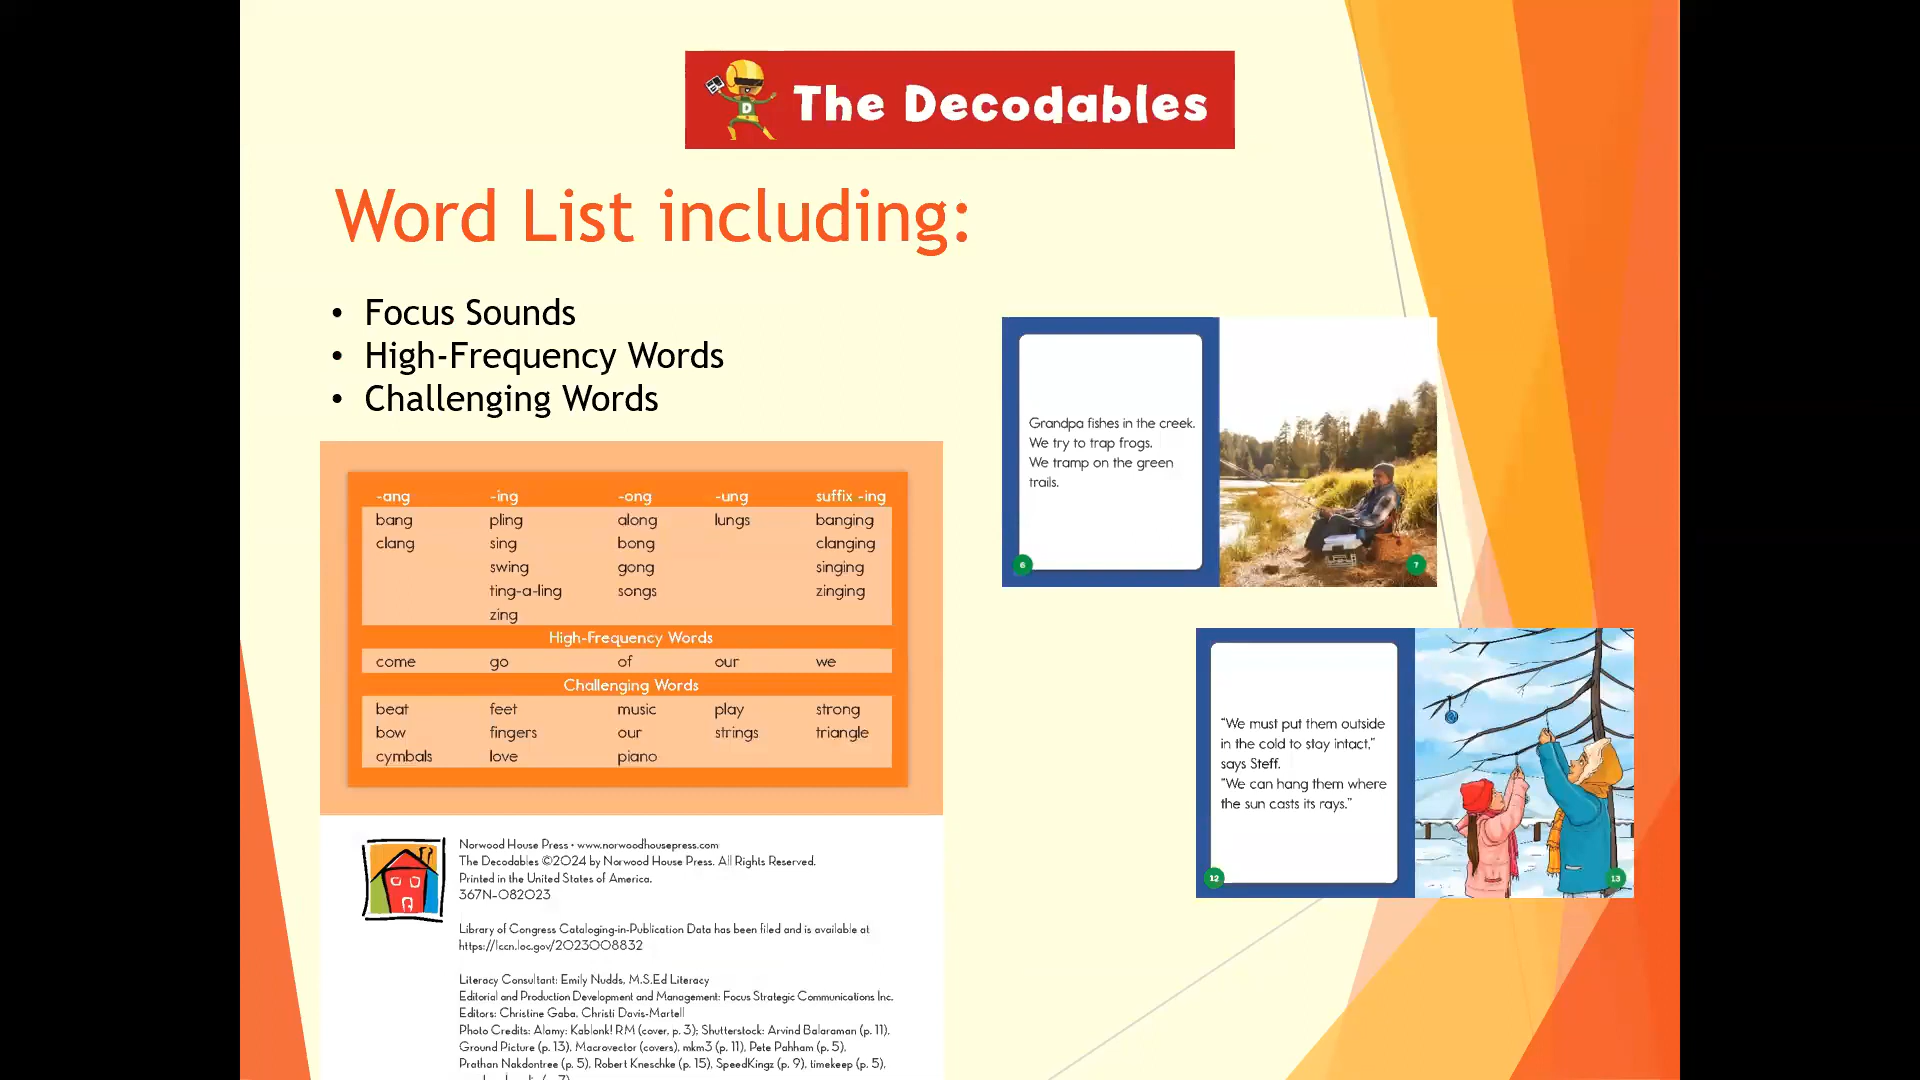 D
The Decodables
Word List including:
• Focus Sounds
• High-Frequency Words
• Challenging Words
-ang -ing -ong -ung suffix -ing
bang pling along lungs banging
clang sing bong clanging
swing gong singing
ting-a-ling songs zinging
zing
High-Frequency Words
come go of our we
Challenging Words
beat feet music play strong
bow fingers our strings triangle
cymbals love piano
Norwood House Press • www.norwoodhousepress.com
The Decodables ©2024 by Norwood House Press. All Rights Reserved.
Printed in the United States of America.
367N–082023
Library of Congress Cataloging-in-Publication Data has been filed and is available at
https://lccn.loc.gov/2023008832
Literacy Consultant: Emily Nudds, M.S.Ed Literacy
Editorial and Production Development and Management: Focus Strategic Communications Inc.
Editors: Christine Gaba, Christi Davis-Martell
Photo Credits: Alamy: Kablonk! RM (cover, p. 3); Shutterstock: Arvind Balaraman (p. 11),
Ground Picture (p. 13), Macrovector (covers), mkm3 (p. 11), Pete Pahham (p. 5),
Prathan Nakdontree (p. 5), Robert Kneschke (p. 15), SpeedKingz (p. 9), timekeep (p. 5),
Grandpa fishes in the creek.
We try to trap frogs.
We tramp on the green
trails.
6
7
"We must put them outside
in the cold to stay intact,"
says Steff.
"We can hang them where
the sun casts its rays."
12
13